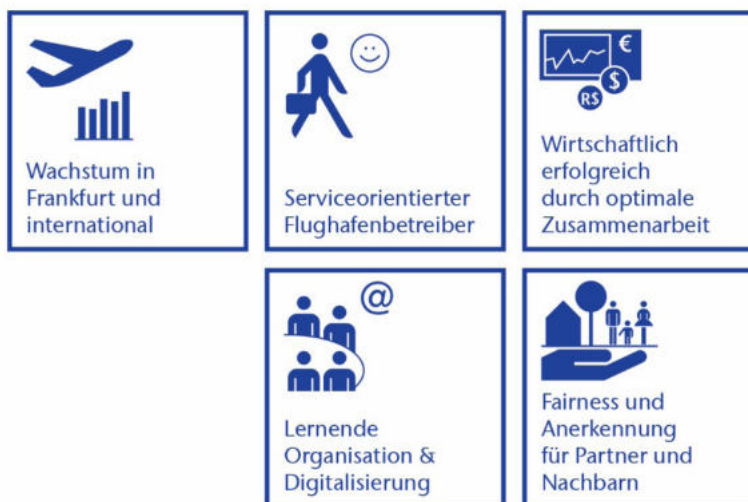 Wachstum in
Frankfurt und
international
Serviceorientierter
Flughafenbetreiber
€
$
R$
Wirtschaftlich
erfolgreich
durch optimale
Zusammenarbeit
@
Lernende
Organisation &
Digitalisierung
Fairness und
Anerkennung
für Partner und
Nachbarn